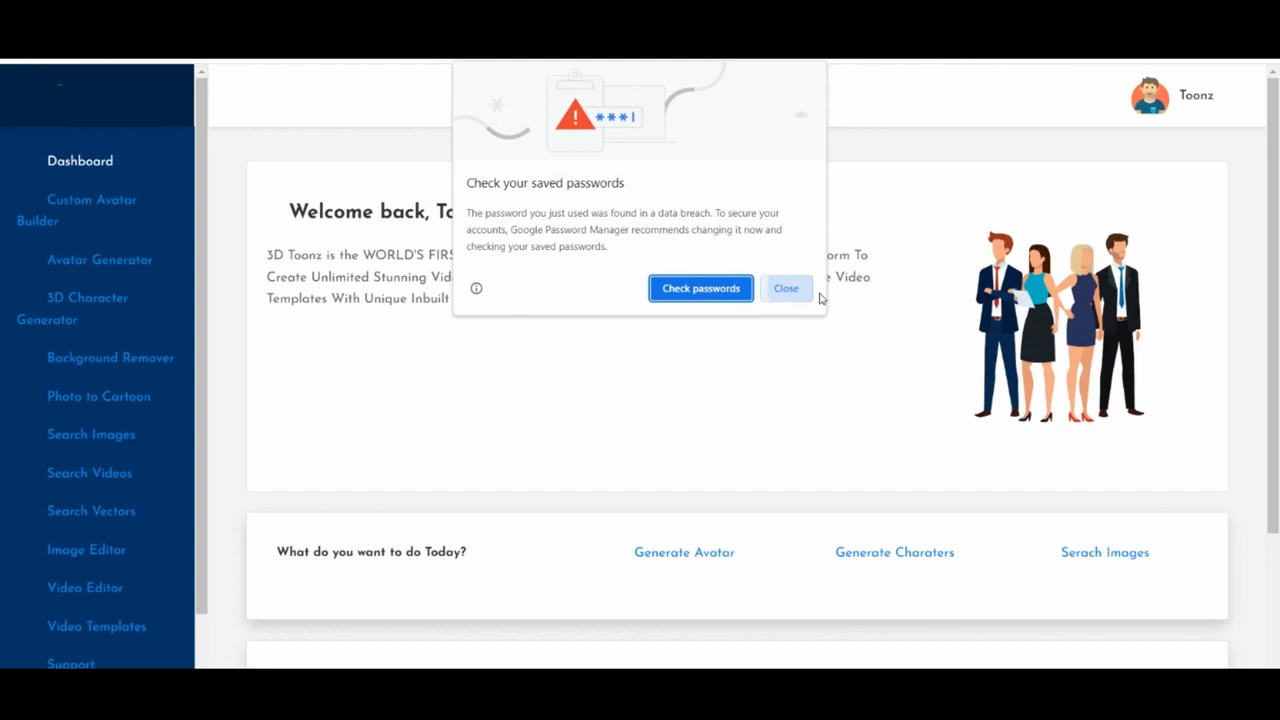 Toonz
Dashboard
Custom Avatar
Builder
Avatar Generator
3D Character
Generator
Background Remover
Photo to Cartoon
Search Images
Search Videos
Search Vectors
Image Editor
Video Editor
Video Templates
Support
***|
Check your saved passwords
The password you just used was found in a data breach. To secure your
accounts, Google Password Manager recommends changing it now and
checking your saved passwords.
Check passwords
Close
Welcome back, To
3D Toonz is the WORLD'S FIRS
orm To
Create Unlimited Stunning Vid
e Video
Templates With Unique Inbuilt
What do you want to do Today?
Generate Avatar
Generate Charaters
Serach Images